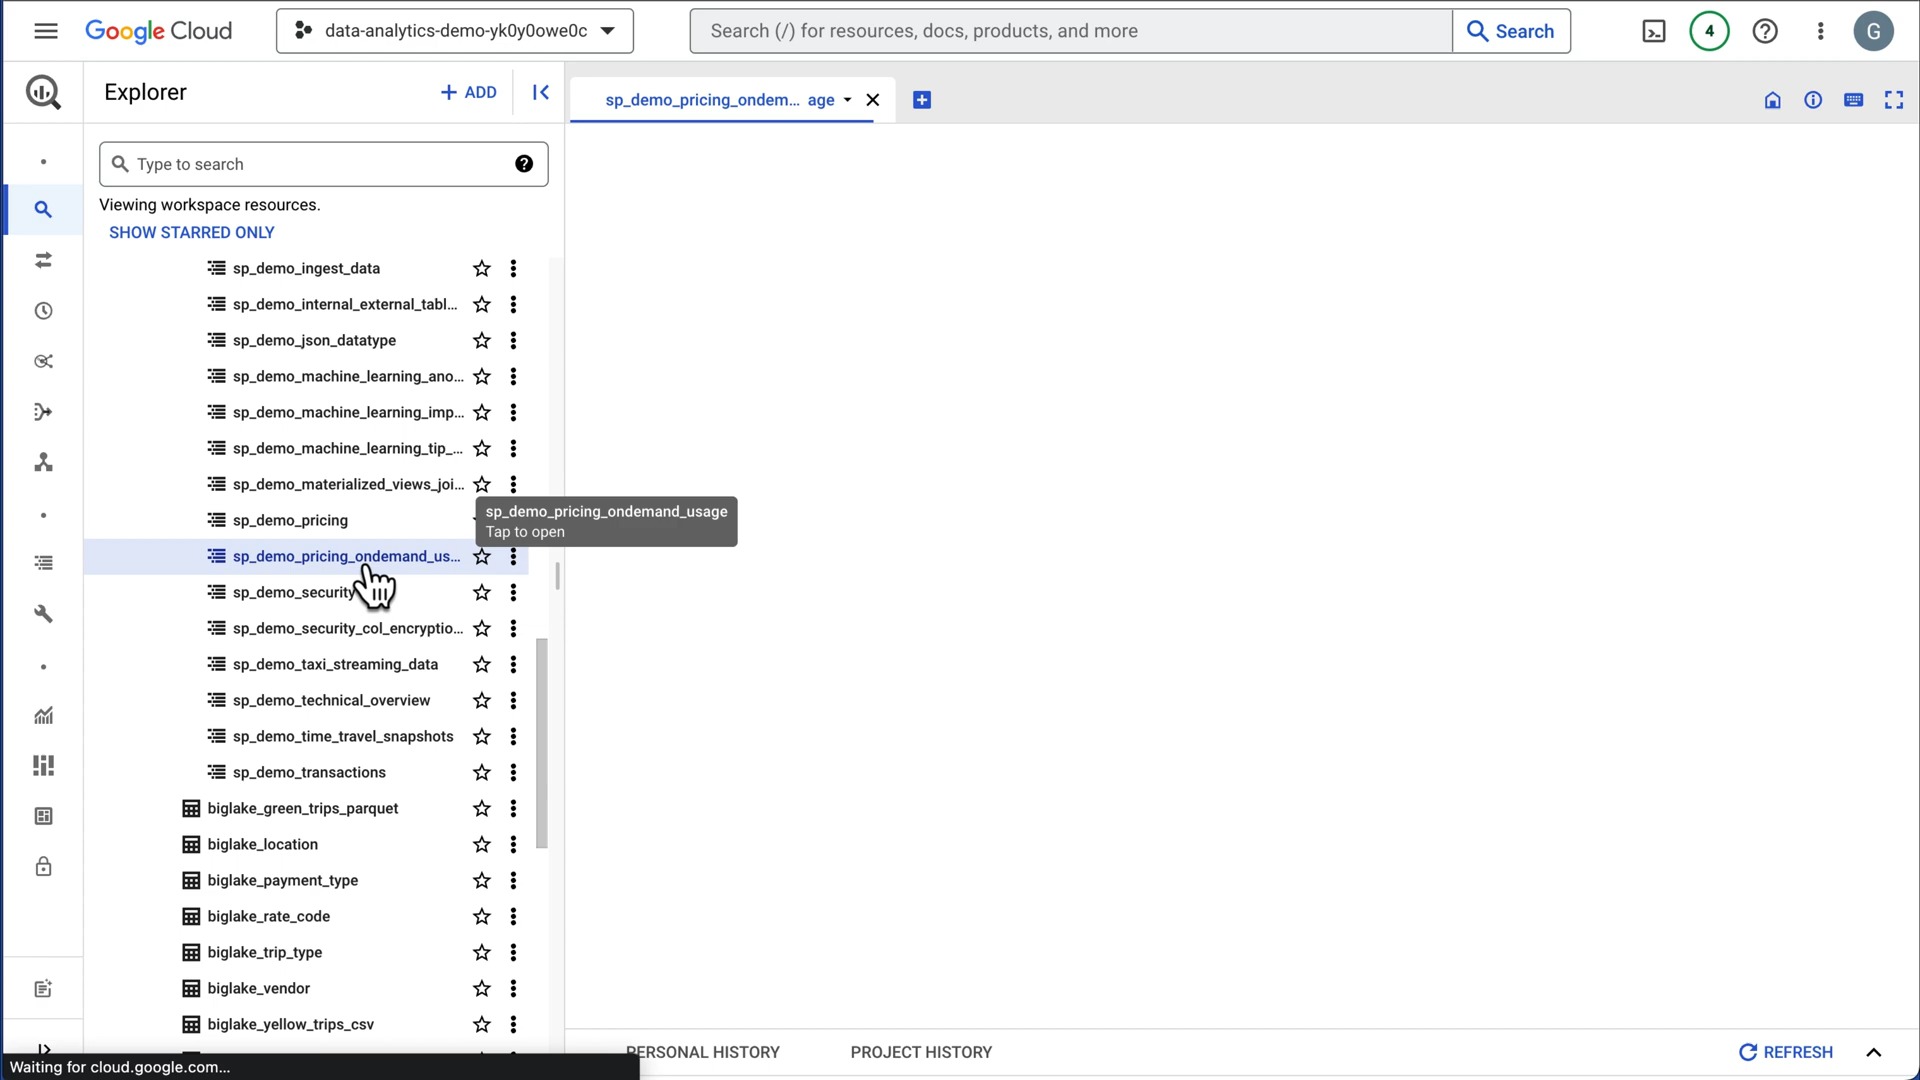 Google Cloud
data-analytics-demo-yk0y0owe0c
Search (/) for resources, docs, products, and more
Search
4
G
Explorer
+ ADD
sp_demo_pricing_ondem... age
Type to search
Viewing workspace resources.
SHOW STARRED ONLY
sp_demo_ingest_data
sp_demo_internal_external_tabl...
sp_demo_json_datatype
sp_demo_machine_learning_ano...
sp_demo_machine_learning_imp...
sp_demo_machine_learning_tip_...
sp_demo_materialized_views_joi...
sp_demo_pricing
sp_demo_pricing_ondemand_usage
Tap to open
sp_demo_pricing_ondemand_us...
sp_demo_security
sp_demo_security_col_encryptio...
sp_demo_taxi_streaming_data
sp_demo_technical_overview
sp_demo_time_travel_snapshots
sp_demo_transactions
biglake_green_trips_parquet
biglake_location
biglake_payment_type
biglake_rate_code
biglake_trip_type
biglake_vendor
biglake_yellow_trips_csv
PERSONAL HISTORY
PROJECT HISTORY
REFRESH
Waiting for cloud.google.com...